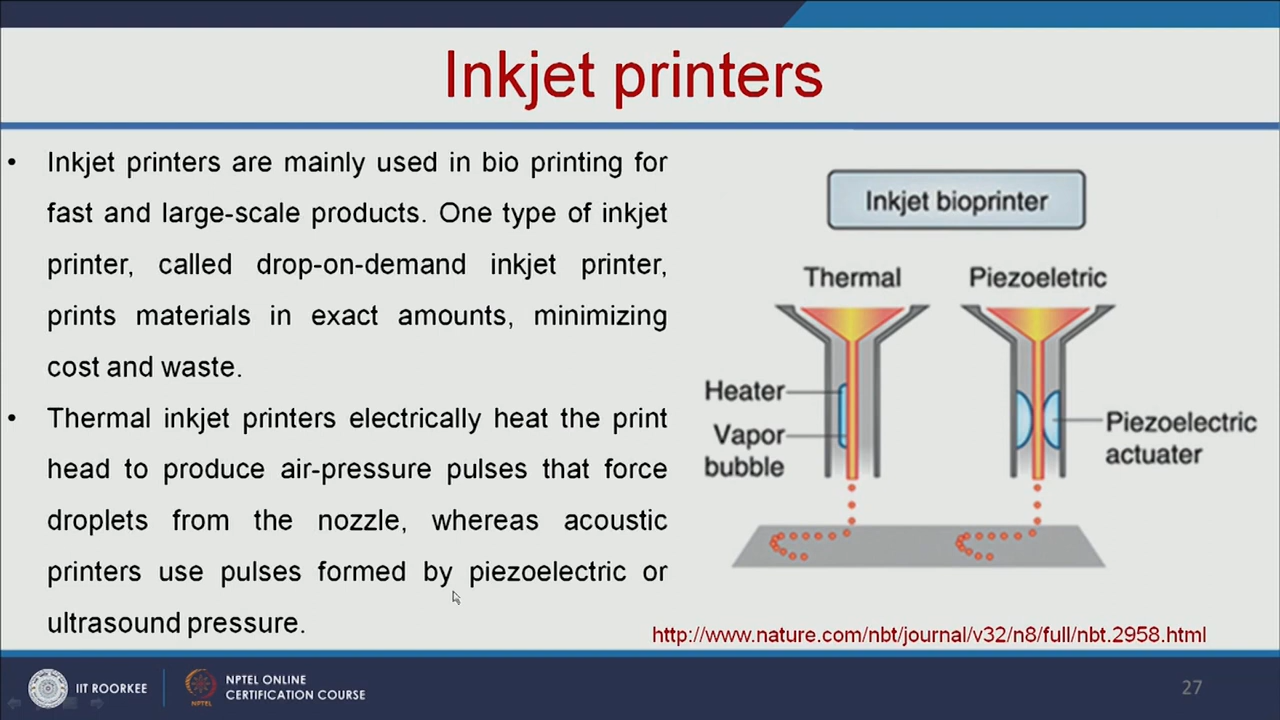 Inkjet printers
• Inkjet printers are mainly used in bio printing for
fast and large-scale products. One type of inkjet
printer, called drop-on-demand inkjet printer,
prints materials in exact amounts, minimizing
cost and waste.
• Thermal inkjet printers electrically heat the print
head to produce air-pressure pulses that force
droplets from the nozzle, whereas acoustic
printers use pulses formed by piezoelectric or
ultrasound pressure.
Inkjet bioprinter
Thermal
Piezoeletric
Heater
Vapor
bubble
Piezoelectric
actuater
http://www.nature.com/nbt/journal/v32/n8/full/nbt.2958.html
IIT ROORKEE
NPTEL
NPTEL ONLINE
CERTIFICATION COURSE
27